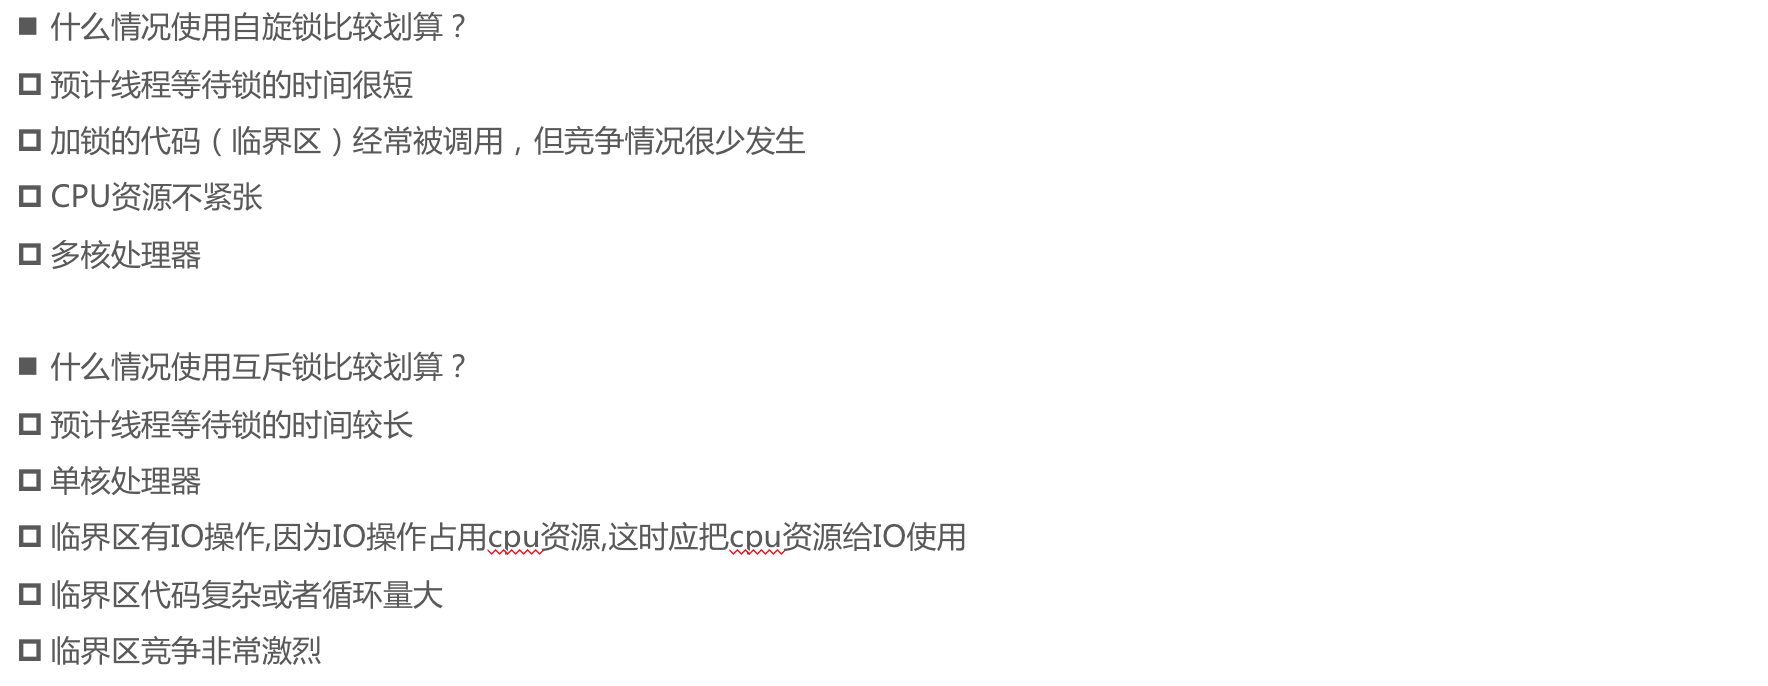 ■ 什么情况使用自旋锁比较划算？
□ 预计线程等待锁的时间很短
□ 加锁的代码（临界区）经常被调用，但竞争情况很少发生
□ CPU资源不紧张
□ 多核处理器
■ 什么情况使用互斥锁比较划算？
□ 预计线程等待锁的时间较长
□ 单核处理器
□ 临界区有IO操作,因为IO操作占用cpu资源,这时应把cpu资源给IO使用
□ 临界区代码复杂或者循环量大
□ 临界区竞争非常激烈